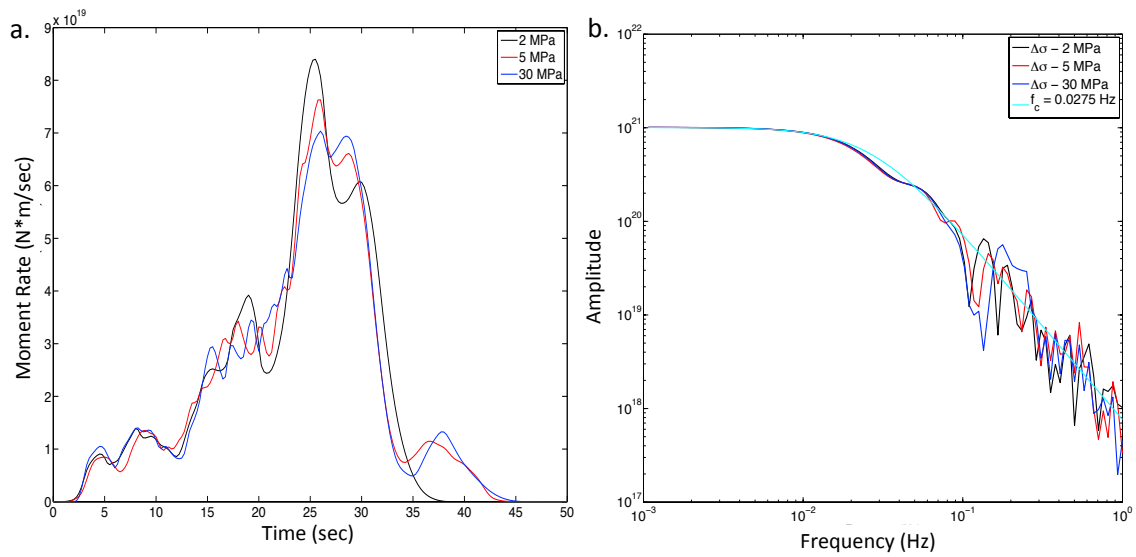 a.
x 10^19
9
8
7
6
5
4
3
2
1
0
Moment Rate (N*m/sec)
2 MPa
5 MPa
30 MPa
0 5 10 15 20 25 30 35 40 45 50
Time (sec)
b.
10^22
10^21
10^20
10^19
10^18
10^17
Amplitude
Δσ − 2 MPa
Δσ − 5 MPa
Δσ − 30 MPa
f_c = 0.0275 Hz
10^−3 10^−2 10^−1 10^0
Frequency (Hz)